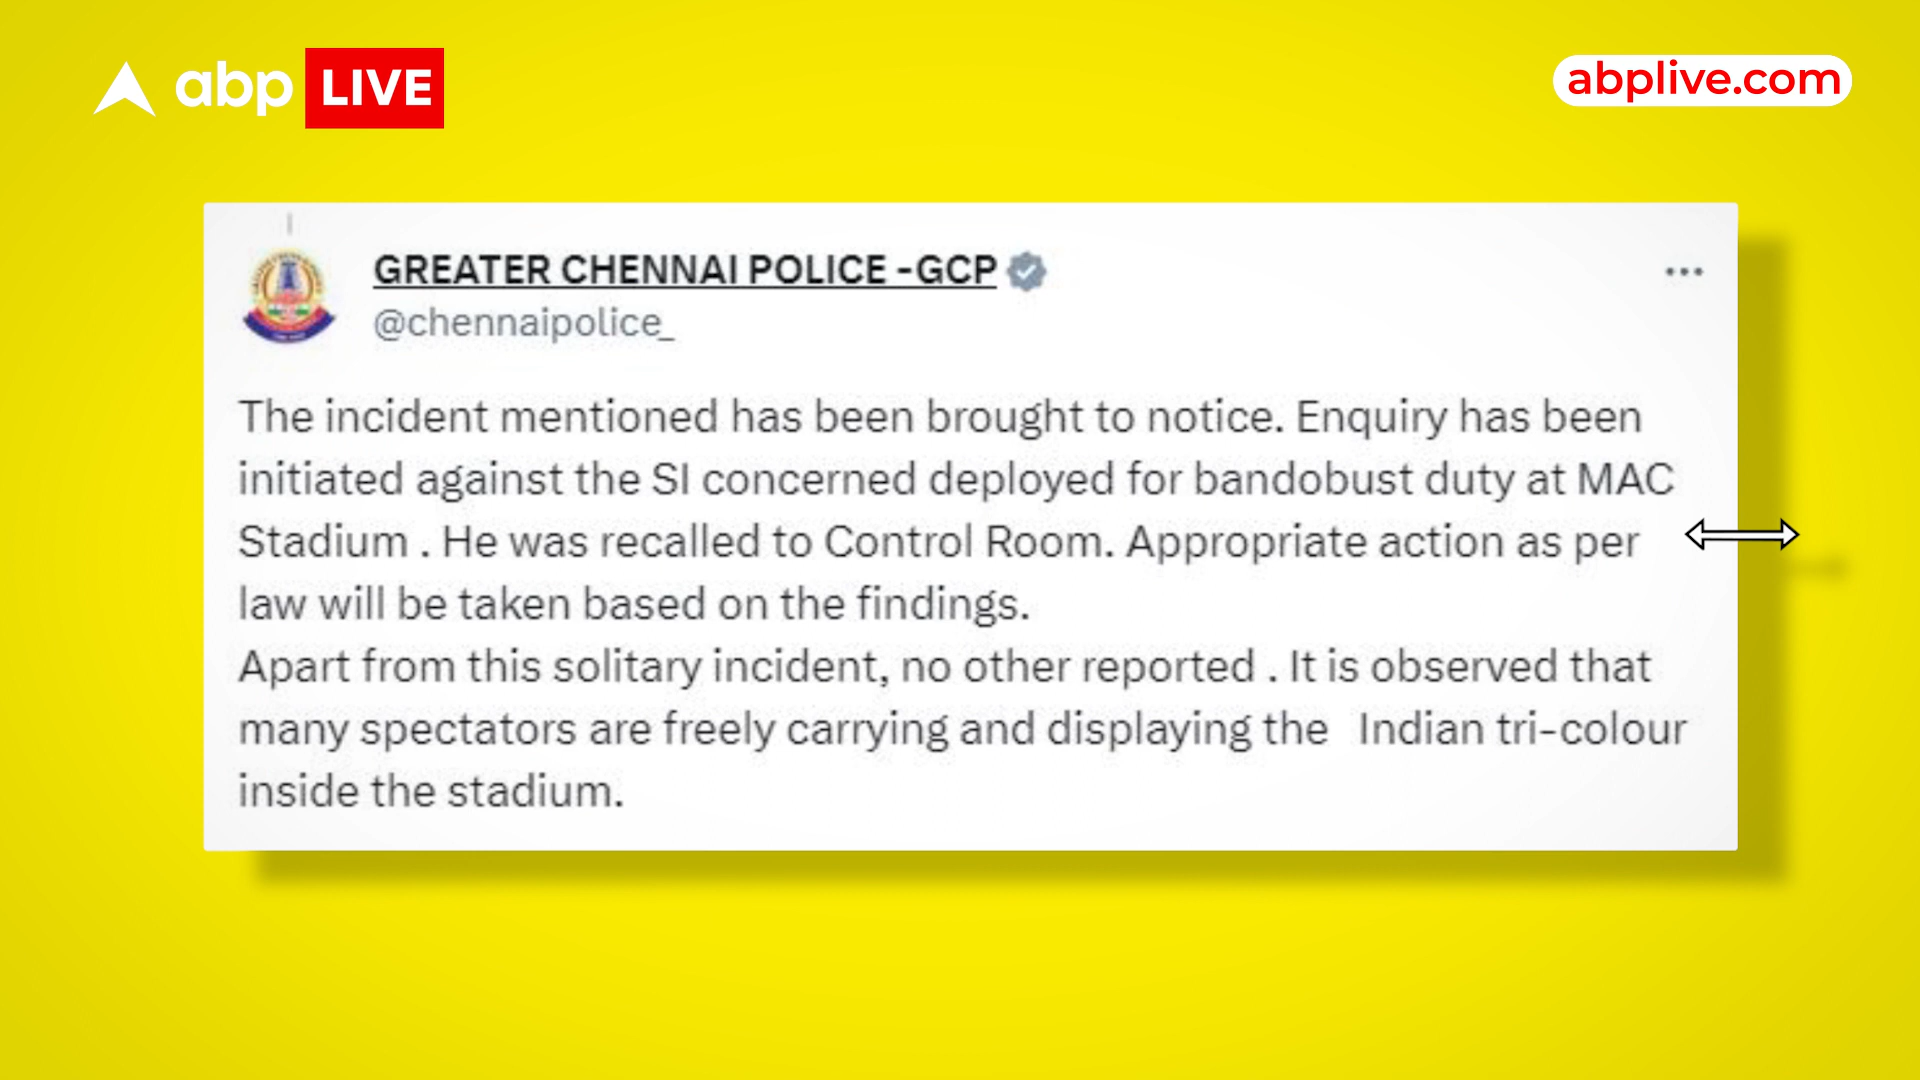 abp LIVE
abplive.com
GREATER CHENNAI POLICE -GCP
@chennaipolice_
The incident mentioned has been brought to notice. Enquiry has been
initiated against the SI concerned deployed for bandobust duty at MAC
Stadium . He was recalled to Control Room. Appropriate action as per
law will be taken based on the findings.
Apart from this solitary incident, no other reported . It is observed that
many spectators are freely carrying and displaying the   Indian tri-colour
inside the stadium.